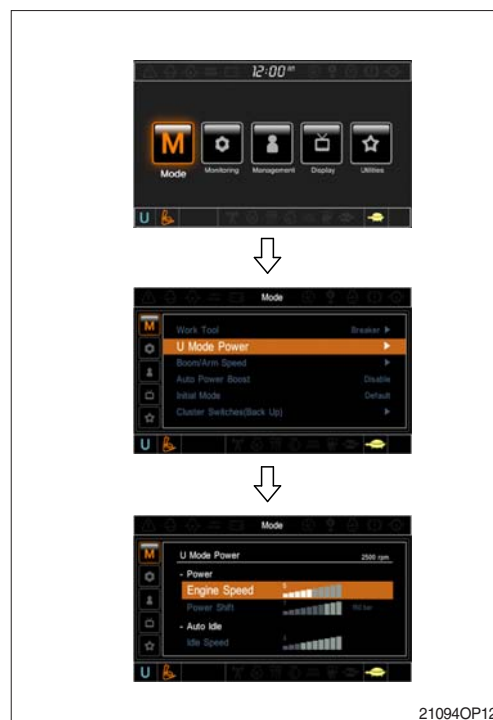 12:00 AM
M
Mode
Monitoring
Management
Display
Utilities
U
Mode
M
Work Tool Breaker
U Mode Power
Boom/Arm Speed
Auto Power Boost Disable
Initial Mode Default
Cluster Switches(Back Up)
U
Mode
M
U Mode Power 2500 rpm
- Power
Engine Speed
Power Shift
- Auto Idle
Idle Speed
U
21094OP12